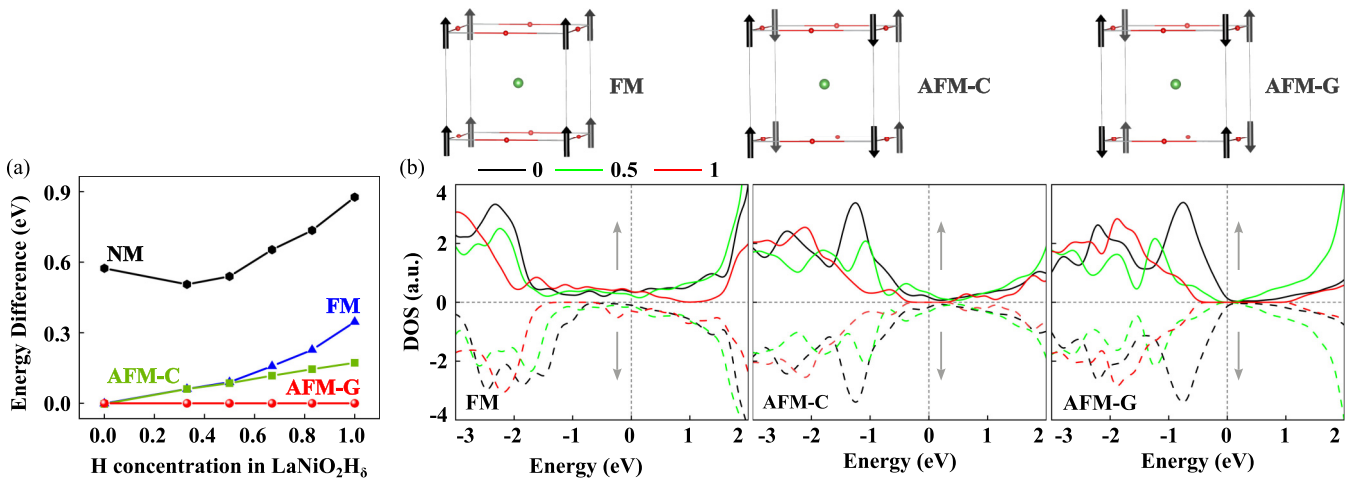 FM
AFM-C
AFM-G
(a)
0.9
0.6
0.3
0.0
Energy Difference (eV)
NM
FM
AFM-C
AFM-G
0.0 0.2 0.4 0.6 0.8 1.0
H concentration in LaNiO₂H_δ
(b)
0 0.5 1
4
2
0
-2
-4
DOS (a.u.)
FM
AFM-C
AFM-G
-3 -2 -1 0 1 2
-3 -2 -1 0 1 2
-3 -2 -1 0 1 2
Energy (eV)
Energy (eV)
Energy (eV)